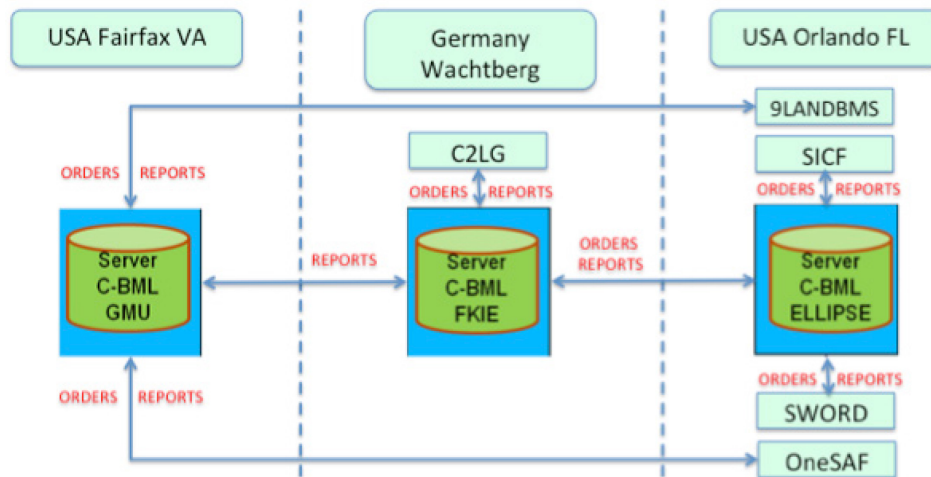 USA Fairfax VA
Germany
Wachtberg
USA Orlando FL
9LANDBMS
C2LG
SICF
ORDERS REPORTS
ORDERS REPORTS
ORDERS REPORTS
Server
C-BML
GMU
REPORTS
Server
C-BML
FKIE
ORDERS
REPORTS
Server
C-BML
ELLIPSE
ORDERS REPORTS
ORDERS REPORTS
SWORD
OneSAF